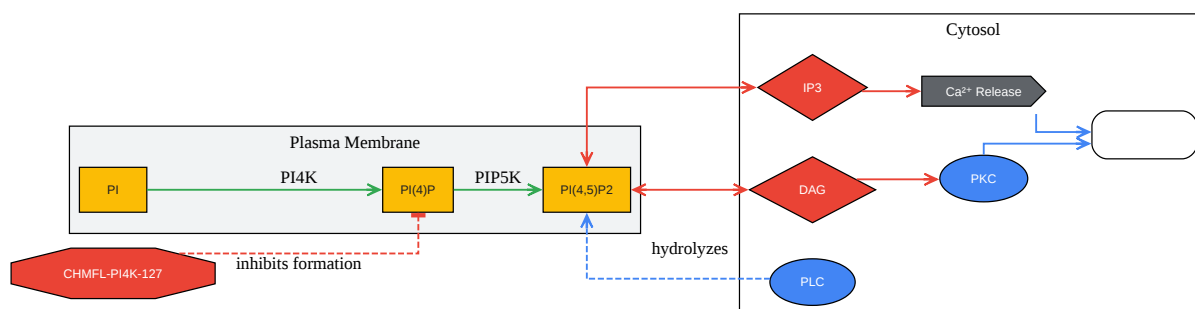 Cytosol
IP3
Ca²⁺ Release
Plasma Membrane
PI
PI4K
PI(4)P
PIP5K
PI(4,5)P2
DAG
PKC
hydrolyzes
inhibits formation
CHMFL-PI4K-127
PLC